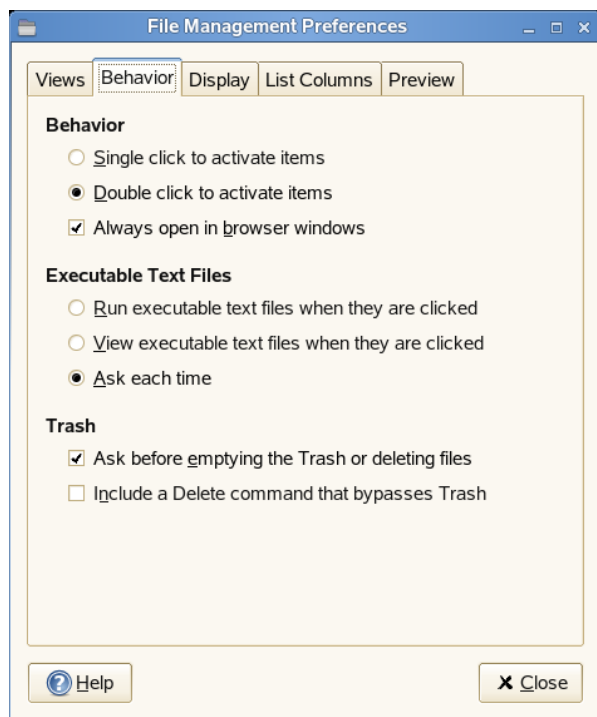 File Management Preferences
Views Behavior Display List Columns Preview
Behavior
Single click to activate items
Double click to activate items
Always open in browser windows
Executable Text Files
Run executable text files when they are clicked
View executable text files when they are clicked
Ask each time
Trash
Ask before emptying the Trash or deleting files
Include a Delete command that bypasses Trash
Help Close